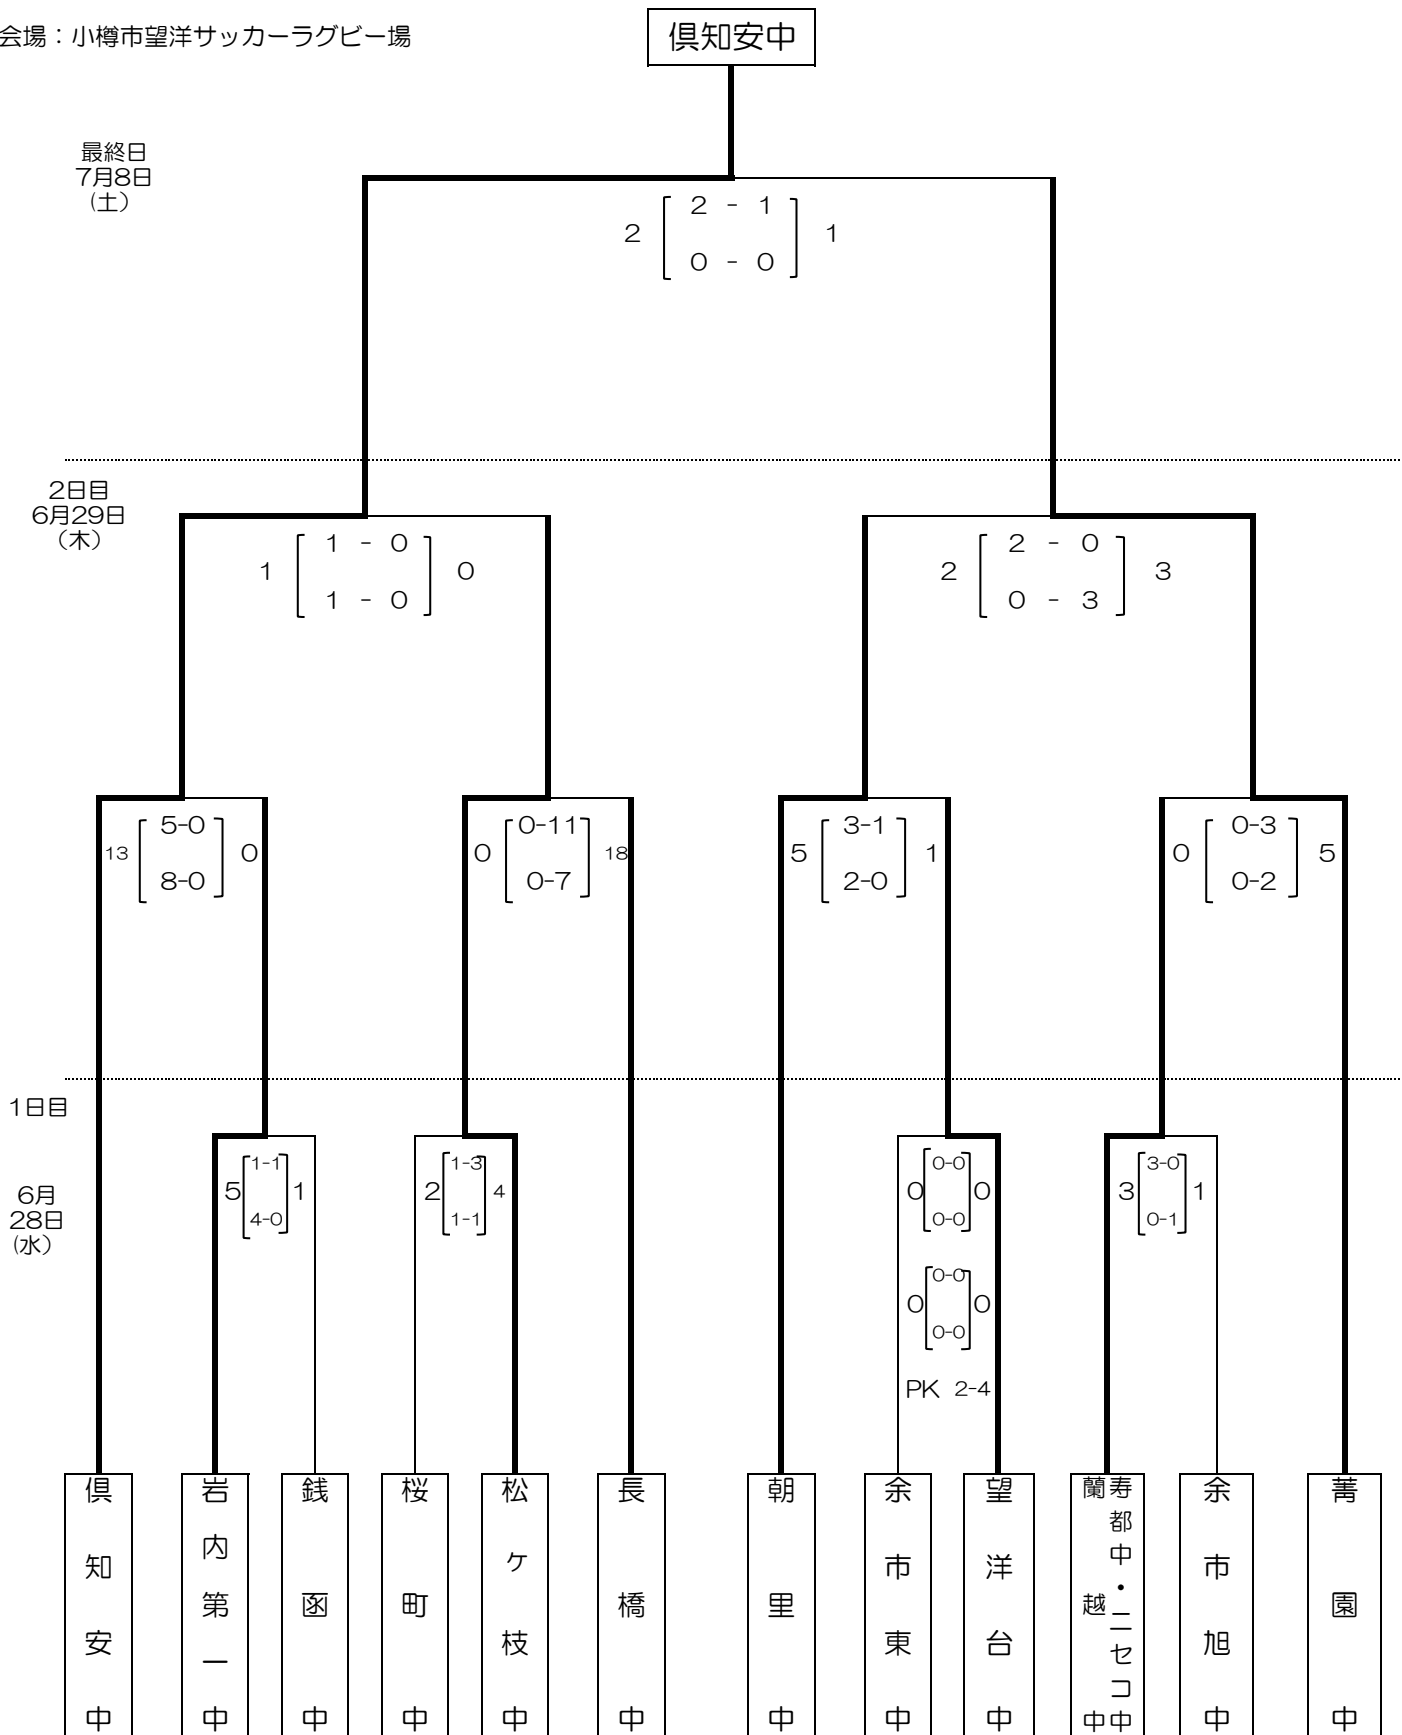 会場：小樽市望洋サッカーラグビー場
倶知安中
最終日
7月8日
(土)
2 - 1
2 1
0 - 0
2日目
6月29日
(木)
1 - 0
1 0
1 - 0
2 - 0
2 3
0 - 3
5-0
13 0
8-0
0-11
0 18
0-7
3-1
5 1
2-0
0-3
0 5
0-2
1日目
6月
28日
(水)
1-1
5 1
4-0
1-3
2 4
1-1
0-0
0 0
0-0
0-0
0 0
0-0
PK 2-4
3-0
3 1
0-1
倶知安中
岩内第一中
銭函中
桜町中
松ヶ枝中
長橋中
朝里中
余市東中
望洋台中
寿都中・ニセコ中
蘭越中
余市旭中
菁園中